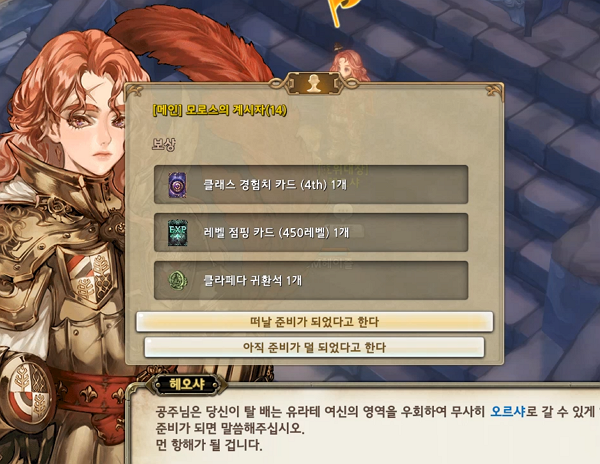 [메인] 모로스의 계시자(14)
보상
클래스 경험치 카드 (4th) 1개
EXP
레벨 점핑 카드 (450레벨) 1개
클라페다 귀환석 1개
떠날 준비가 되었다고 한다
아직 준비가 덜 되었다고 한다
헤오샤
공주님은 당신이 탈 배는 유라테 여신의 영역을 우회하여 무사히 오르샤로 갈 수 있게
준비가 되면 말씀해주십시오.
먼 항해가 될 겁니다.